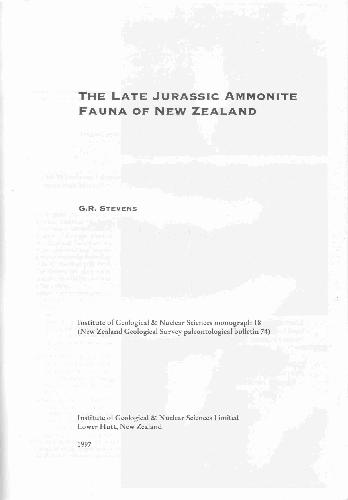 THE LATE JURASSIC AMMONITE
FAUNA OF NEW ZEALAND
G.R. STEVENS
Institute of Geological & Nuclear Sciences monograph 18
(New Zealand Geological Survey paleontological bulletin 74)
Institute of Geological & Nuclear Sciences Limited
Lower Hutt, New Zealand
1997